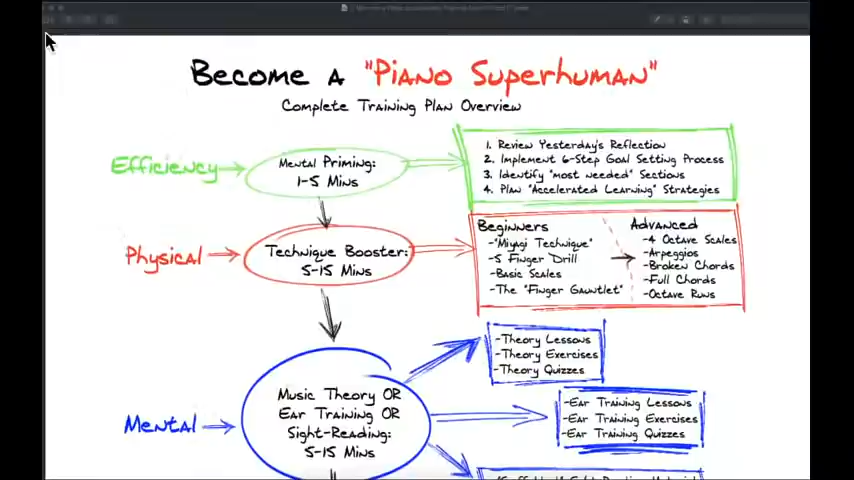 Become a "Piano Superhuman"
Complete Training Plan Overview
Efficiency
Mental Priming:
1-5 Mins
1. Review Yesterday's Reflection
2. Implement 6-Step Goal Setting Process
3. Identify "most needed" Sections
4. Plan "Accelerated Learning" Strategies
Physical
Technique Booster:
5-15 Mins
Beginners
-"Miyagi Technique"
-5 Finger Drill
-Basic Scales
-The "Finger Gauntlet"
Advanced
-4 Octave Scales
-Arpeggios
-Broken Chords
-Full Chords
-Octave Runs
Mental
Music Theory OR
Ear Training OR
Sight-Reading:
5-15 Mins
-Theory Lessons
-Theory Exercises
-Theory Quizzes
-Ear Training Lessons
-Ear Training Exercises
-Ear Training Quizzes